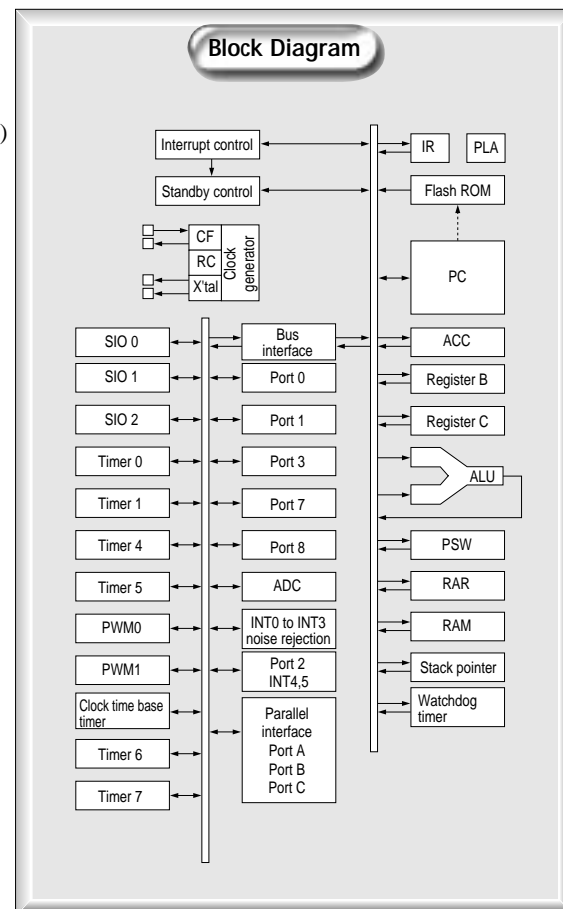 Block Diagram
)
Interrupt control
Standby control
CF
RC
X'tal
Clock
generator
IR
PLA
Flash ROM
PC
Bus
interface
ACC
Register B
Register C
ALU
PSW
RAR
RAM
Stack pointer
Watchdog
timer
SIO 0
SIO 1
SIO 2
Timer 0
Timer 1
Timer 4
Timer 5
PWM0
PWM1
Clock time base
timer
Timer 6
Timer 7
Port 0
Port 1
Port 3
Port 7
Port 8
ADC
INT0 to INT3
noise rejection
Port 2
INT4,5
Parallel
interface
Port A
Port B
Port C